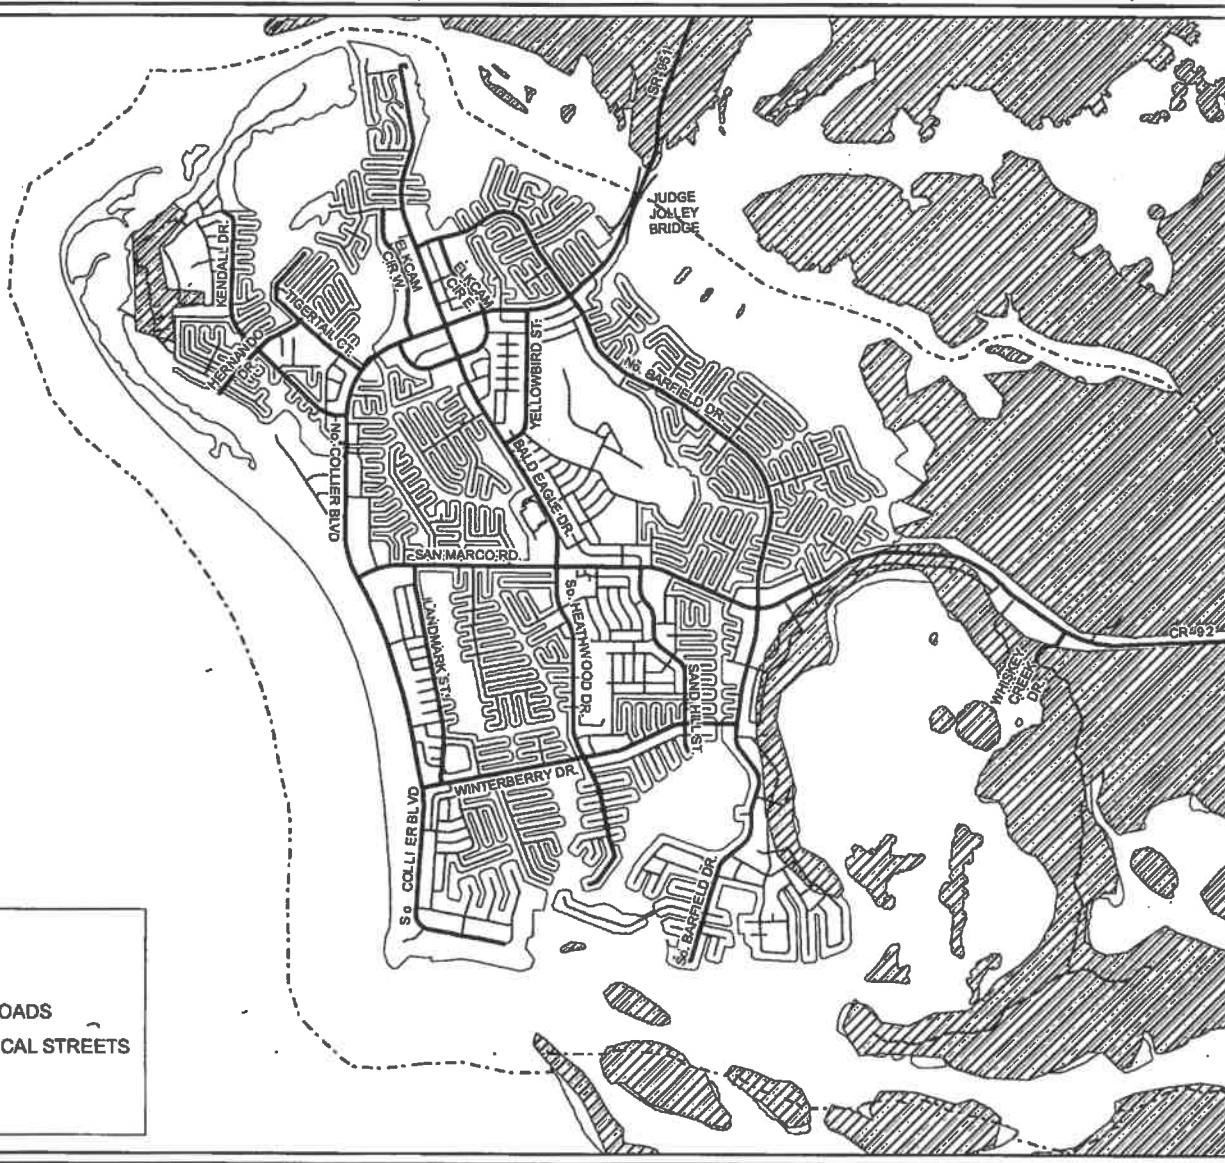 (SR 951)
JUDGE
JOLLEY
BRIDGE
KENDALL DR.
ELKCAM
CIR. W.
ELKCAM
CIR E.
TIGERTAIL CT.
HERNANDO
DR.
YELLOWBIRD ST.
No. BARFIELD DR.
No. COLLIER BLVD
BALD EAGLE DR.
SAN MARCO RD.
LANDMARK ST.
So. HEATHWOOD DR.
SAND HILL ST.
CR-92
WHISKEY
CREEK
DR.
WINTERBERRY DR.
So COLLIER BLVD
So. BARFIELD DR.
OADS
CAL STREETS